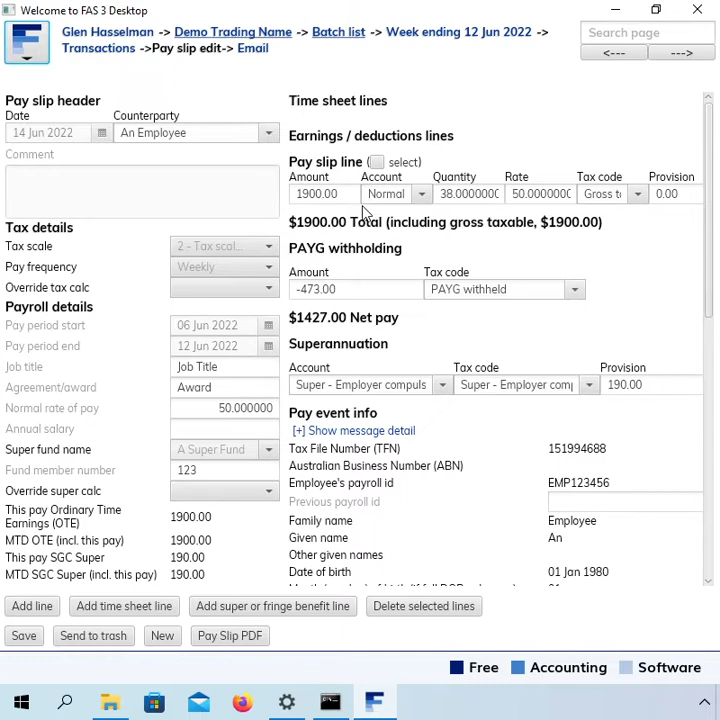 Welcome to FAS 3 Desktop
Glen Hasselman -> Demo Trading Name -> Batch list -> Week ending 12 Jun 2022 ->
Transactions ->Pay slip edit-> Email
Search page
<---
--->
Pay slip header
Date
Counterparty
14 Jun 2022
An Employee
Comment
Tax details
Tax scale
2 - Tax scal...
Pay frequency
Weekly
Override tax calc
Payroll details
Pay period start
06 Jun 2022
Pay period end
12 Jun 2022
Job title
Job Title
Agreement/award
Award
Normal rate of pay
50.000000
Annual salary
Super fund name
A Super Fund
Fund member number
123
Override super calc
This pay Ordinary Time
Earnings (OTE)
1900.00
MTD OTE (incl. this pay)
1900.00
This pay SGC Super
190.00
MTD SGC Super (incl. this pay)
190.00
Time sheet lines
Earnings / deductions lines
Pay slip line ( select)
Amount
Account
Quantity
Rate
Tax code
Provision
1900.00
Normal
38.0000000
50.000000
Gross t
0.00
$1900.00 Total (including gross taxable, $1900.00)
PAYG withholding
Amount
Tax code
-473.00
PAYG withheld
$1427.00 Net pay
Superannuation
Account
Tax code
Provision
Super - Employer compuls
Super - Employer comp
190.00
Pay event info
[+] Show message detail
Tax File Number (TFN)
151994688
Australian Business Number (ABN)
Employee's payroll id
EMP123456
Previous payroll id
Family name
Employee
Given name
An
Other given names
Date of birth
01 Jan 1980
Add line
Add time sheet line
Add super or fringe benefit line
Delete selected lines
Save
Send to trash
New
Pay Slip PDF
Free
Accounting
Software